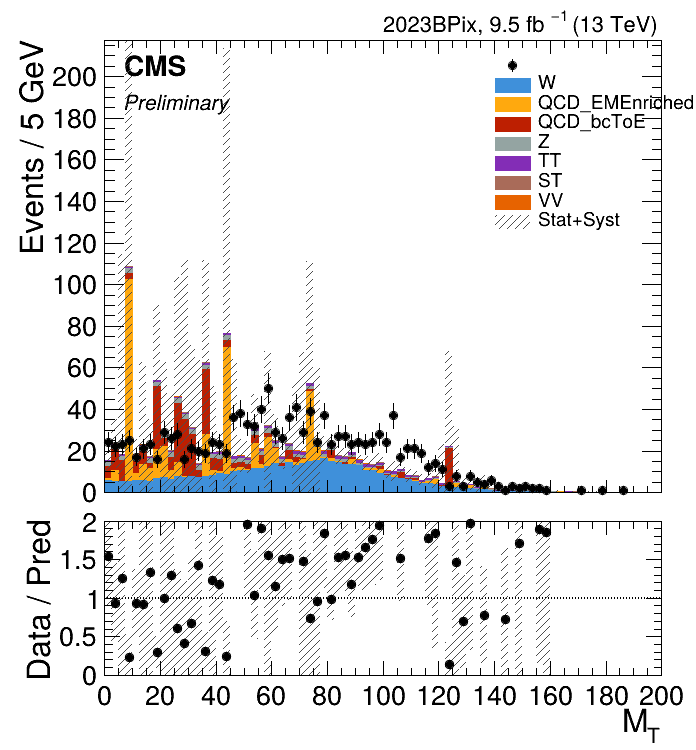 2023BPix, 9.5 fb⁻¹ (13 TeV)
Events / 5 GeV
CMS
Preliminary
W
QCD_EMEnriched
QCD_bcToE
Z
TT
ST
VV
Stat+Syst
200
180
160
140
120
100
80
60
40
20
0
Data / Pred
2
1.5
1
0.5
0
0 20 40 60 80 100 120 140 160 180 200
M_T